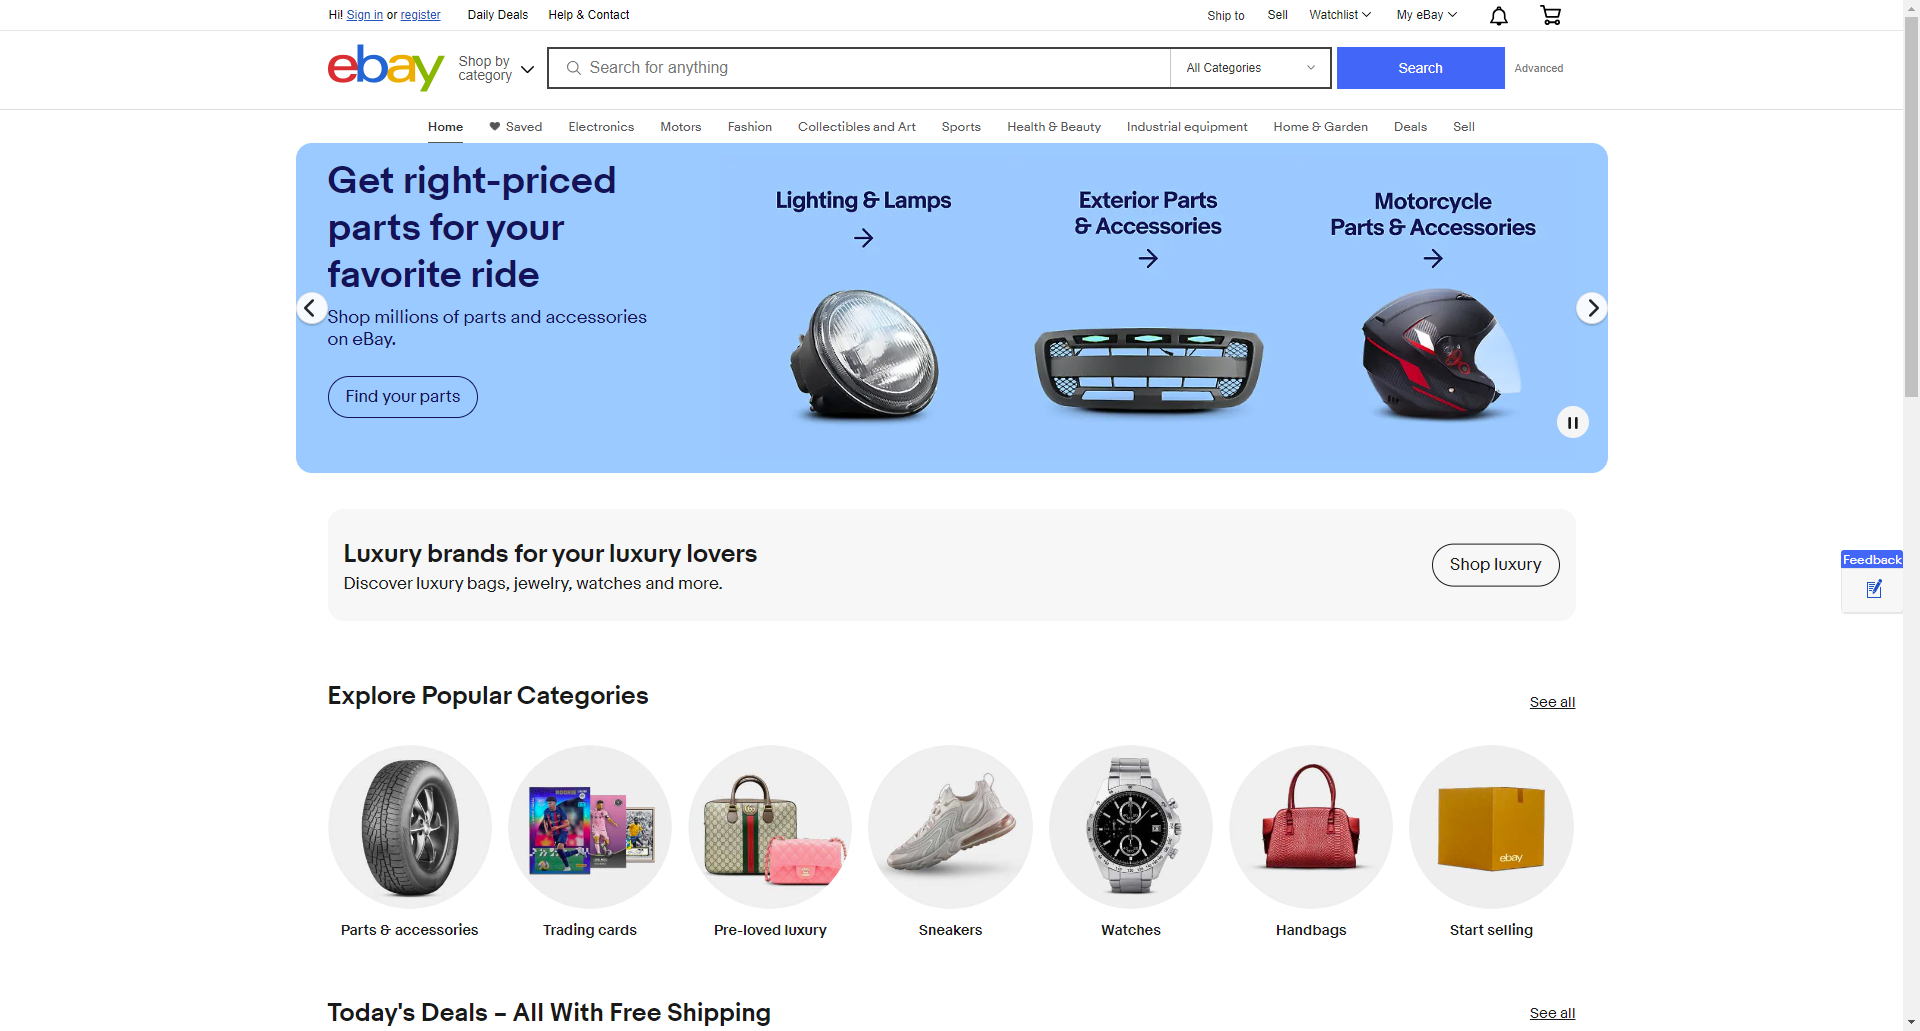 Hi! Sign in or register Daily Deals Help & Contact Ship to Sell Watchlist My eBay
ebay
Shop by
category
Search for anything All Categories Search Advanced
Home Saved Electronics Motors Fashion Collectibles and Art Sports Health & Beauty Industrial equipment Home & Garden Deals Sell
Get right-priced
parts for your
favorite ride
Shop millions of parts and accessories
on eBay.
Find your parts
Lighting & Lamps
Exterior Parts
& Accessories
Motorcycle
Parts & Accessories
Luxury brands for your luxury lovers
Discover luxury bags, jewelry, watches and more.
Shop luxury
Feedback
Explore Popular Categories
See all
ROOKIE
ebay
Parts & accessories Trading cards Pre-loved luxury Sneakers Watches Handbags Start selling
Today's Deals – All With Free Shipping
See all